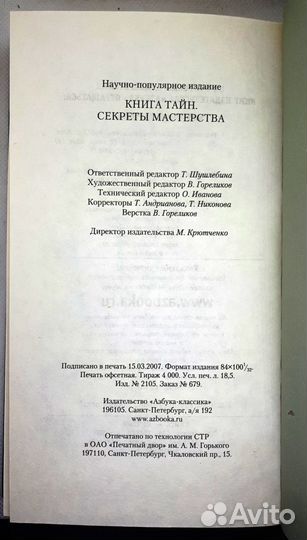 Научно-популярное издание
КНИГА ТАЙН.
СЕКРЕТЫ МАСТЕРСТВА
Ответственный редактор Т. Шушлебина
Художественный редактор В. Гореликов
Технический редактор О. Иванова
Корректоры Т. Андрианова, Т. Никонова
Верстка В. Гореликов
Директор издательства М. Крютченко
Подписано в печать 15.03.2007. Формат издания 84×100 1/32.
Печать офсетная. Тираж 4 000. Усл. печ. л. 18,5.
Изд. № 2105. Заказ № 679.
Издательство «Азбука-классика»
196105. Санкт-Петербург, а/я 192
www.azbooka.ru
Отпечатано по технологии CTP
в ОАО «Печатный двор» им. А. М. Горького
197110, Санкт-Петербург, Чкаловский пр., 15.
Avito